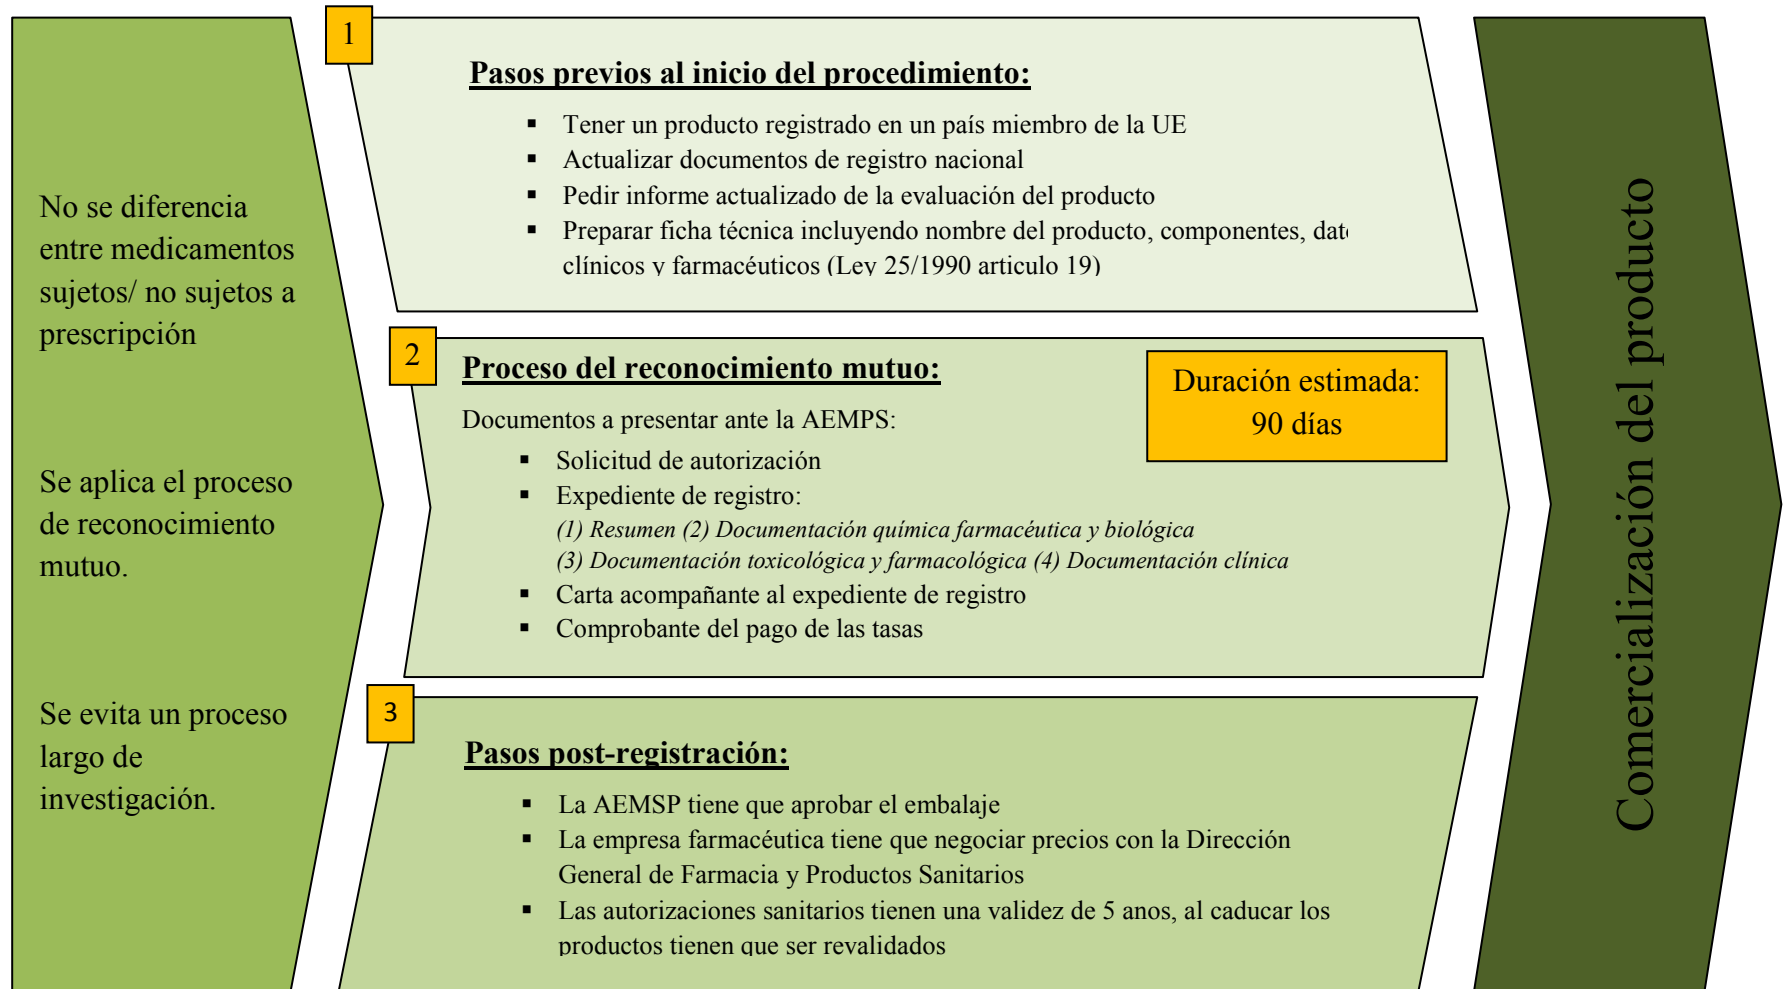 No se diferencia
entre medicamentos
sujetos/ no sujetos a
prescripción
Se aplica el proceso
de reconocimiento
mutuo.
Se evita un proceso
largo de
investigación.
1
Pasos previos al inicio del procedimiento:
▪ Tener un producto registrado en un país miembro de la UE
▪ Actualizar documentos de registro nacional
▪ Pedir informe actualizado de la evaluación del producto
▪ Preparar ficha técnica incluyendo nombre del producto, componentes,
clínicos y farmacéuticos (Ley 25/1990 articulo 19)
2
Proceso del reconocimiento mutuo:
Duración estimada:
90 días
Documentos a presentar ante la AEMPS:
▪ Solicitud de autorización
▪ Expediente de registro:
(1) Resumen (2) Documentación química farmacéutica y biológica
(3) Documentación toxicológica y farmacológica (4) Documentación clínica
▪ Carta acompañante al expediente de registro
▪ Comprobante del pago de las tasas
3
Pasos post-registración:
▪ La AEMSP tiene que aprobar el embalaje
▪ La empresa farmacéutica tiene que negociar precios con la Dirección
General de Farmacia y Productos Sanitarios
▪ Las autorizaciones sanitarios tienen una validez de 5 anos, al caducar los
productos tienen que ser revalidados
Comercialización del producto